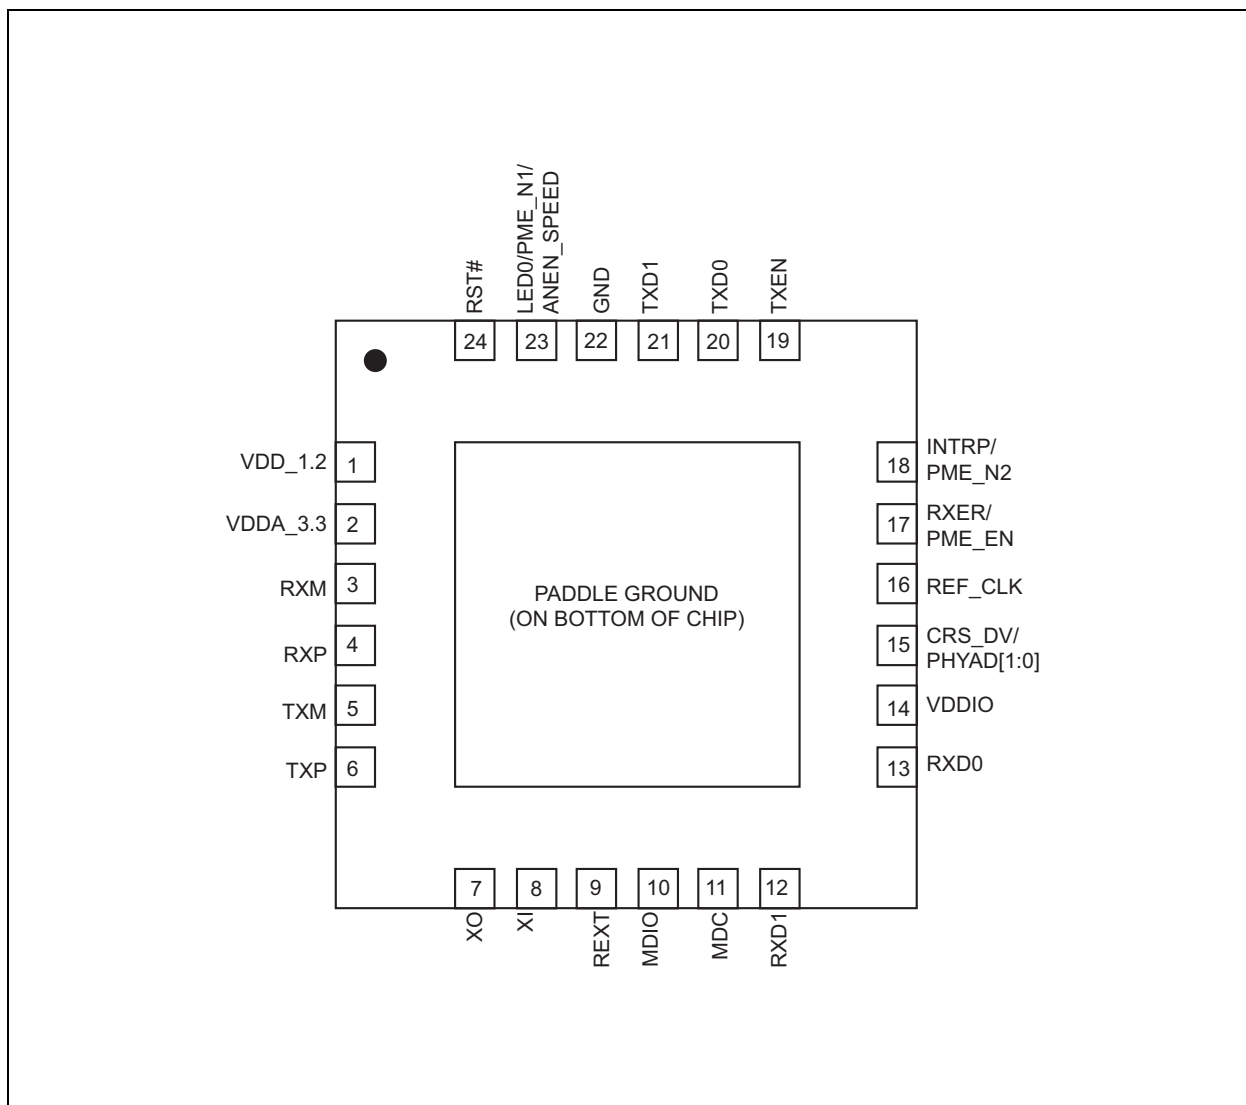 RST#
LED0/PME_N1/
ANEN_SPEED
GND
TXD1
TXD0
TXEN
24 23 22 21 20 19
VDD_1.2 1
VDDA_3.3 2
RXM 3
RXP 4
TXM 5
TXP 6
PADDLE GROUND
(ON BOTTOM OF CHIP)
18 INTRP/
PME_N2
17 RXER/
PME_EN
16 REF_CLK
15 CRS_DV/
PHYAD[1:0]
14 VDDIO
13 RXD0
7 8 9 10 11 12
XO
XI
REXT
MDIO
MDC
RXD1